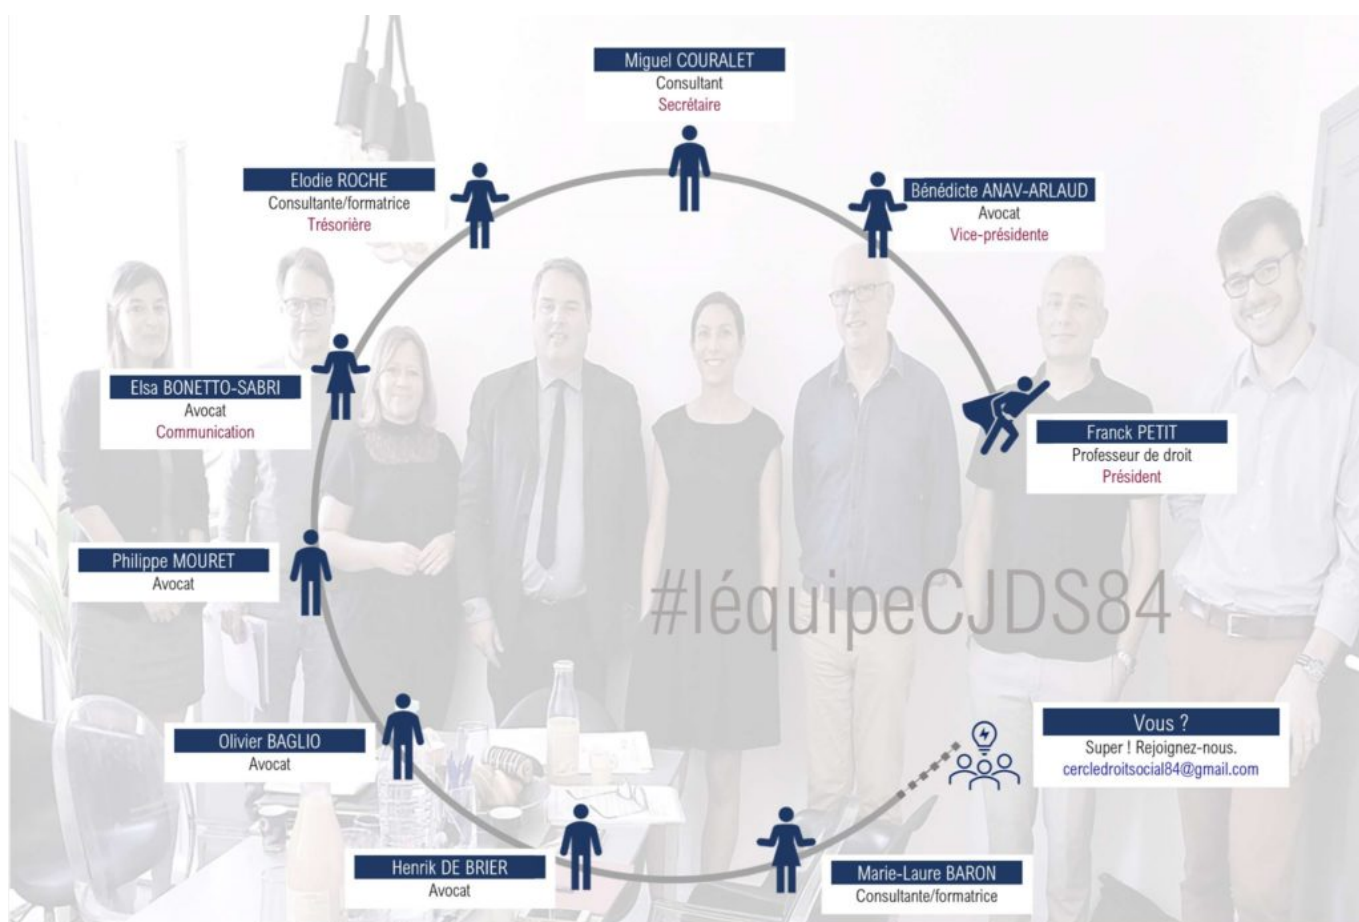 Miguel COURALET
Consultant
Secrétaire
Elodie ROCHE
Consultante/formatrice
Trésorière
Bénédicte ANAV-ARLAUD
Avocat
Vice-présidente
Elsa BONETTO-SABRI
Avocat
Communication
Franck PETIT
Professeur de droit
Président
Philippe MOURET
Avocat
#léquipeCJDS84
Olivier BAGLIO
Avocat
Vous ?
Super ! Rejoignez-nous.
cercledroitsocial84@gmail.com
Henrik DE BRIER
Avocat
Marie-Laure BARON
Consultante/formatrice